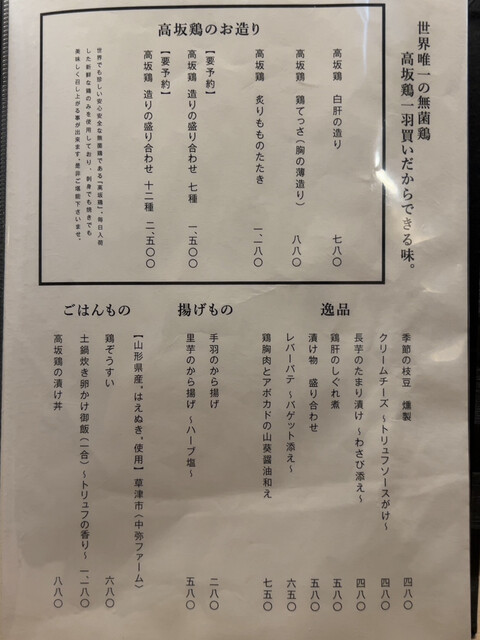 世界唯一の無菌鶏
高坂鶏一羽買いだからできる味。
高坂鶏のお造り
高坂鶏 白肝の造り 七八〇
高坂鶏 鶏てっさ(胸の薄造り) 八八〇
高坂鶏 炙りもものたたき 一、一八〇
【要予約】
高坂鶏 造りの盛り合わせ 七種 一、五〇〇
【要予約】
高坂鶏 造りの盛り合わせ 十二種 二、五〇〇
世界でも珍しい安心安全な無菌鶏である『高坂鶏』。毎日入荷
した新鮮な鶏のみを使用しており、刺身でも焼きでも
美味しく召し上がる事が出来ます。是非ご堪能下さいませ。
逸品
季節の枝豆 燻製 四八〇
クリームチーズ 〜トリュフソースがけ〜 四八〇
長芋のたまり漬け 〜わさび添え〜 四八〇
鶏肝のしぐれ煮 五八〇
漬け物 盛り合わせ 五八〇
レバーパテ 〜バゲット添え〜 六五〇
鶏胸肉とアボカドの山葵醤油和え 七五〇
揚げもの
手羽のから揚げ 二八〇
里芋のから揚げ 〜ハーブ塩〜 五八〇
ごはんもの
【山形県産“はえぬき”使用】草津市〈中弥ファーム〉
鶏ぞうすい 六八〇
土鍋炊き卵かけ御飯(一合)〜トリュフの香り〜 一、一八〇
高坂鶏の漬け丼 八八〇